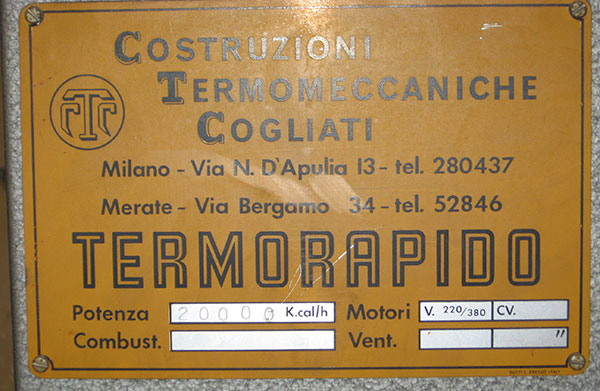 COSTRUZIONI
TERMOMECCANICHE
COGLIATI
CTC
Milano - Via N. D'Apulia 13 - tel. 280437
Merate - Via Bergamo 34 - tel. 52846
TERMORAPIDO
Potenza 20000 K.cal/h Motori V. 220/380 CV.
Combust. Vent. "